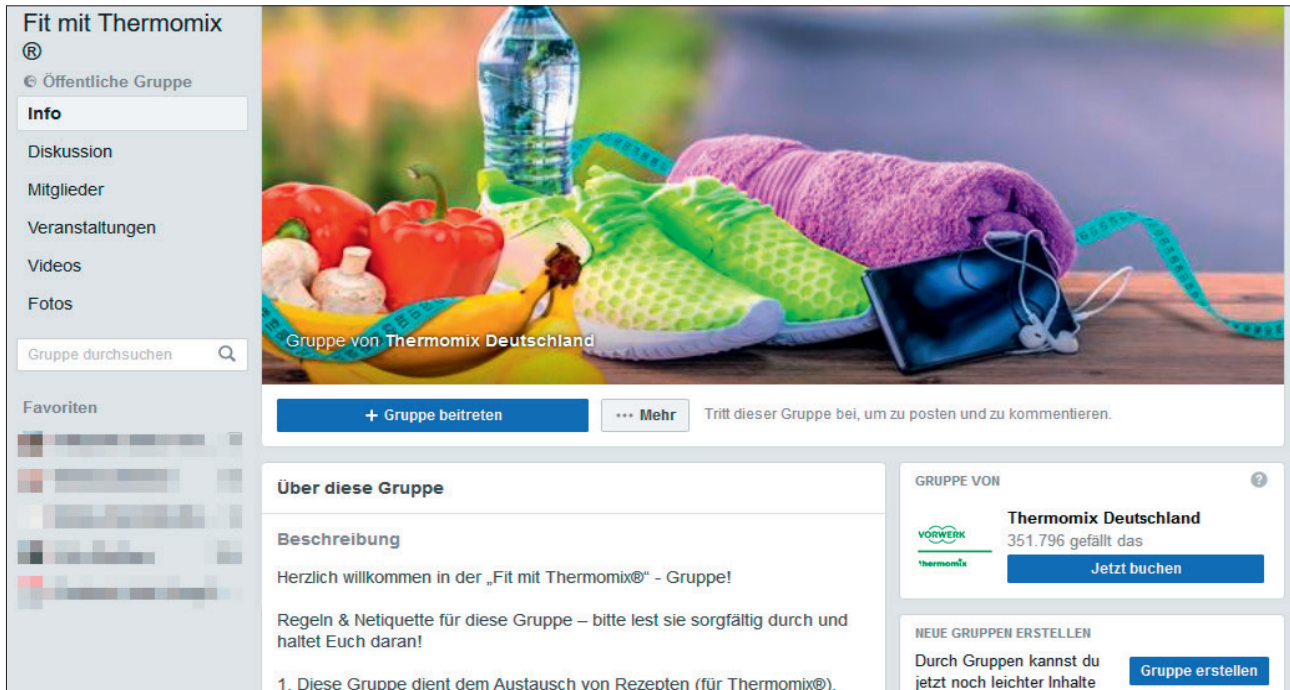 Fit mit Thermomix
®
Öffentliche Gruppe
Info
Diskussion
Mitglieder
Veranstaltungen
Videos
Fotos
Gruppe durchsuchen
Favoriten
Gruppe von Thermomix Deutschland
+ Gruppe beitreten
••• Mehr
Tritt dieser Gruppe bei, um zu posten und zu kommentieren.
Über diese Gruppe
Beschreibung
Herzlich willkommen in der „Fit mit Thermomix®“ - Gruppe!
Regeln & Netiquette für diese Gruppe – bitte lest sie sorgfältig durch und
haltet Euch daran!
1. Diese Gruppe dient dem Austausch von Rezepten (für Thermomix®),
GRUPPE VON
?
VORWERK
thermomix
Thermomix Deutschland
351.796 gefällt das
Jetzt buchen
NEUE GRUPPEN ERSTELLEN
Durch Gruppen kannst du
jetzt noch leichter Inhalte
Gruppe erstellen